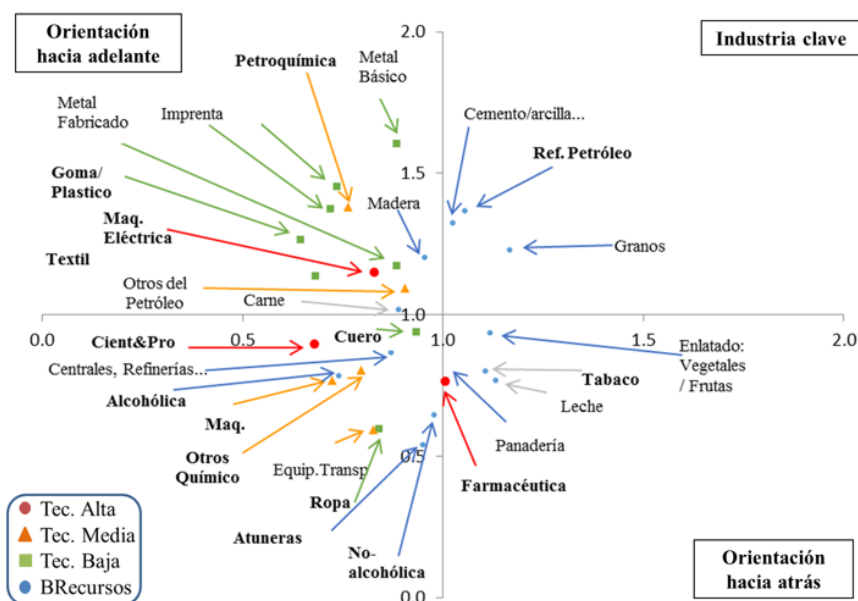 Orientación
hacia adelante
2.0
Industria clave
Petroquímica
Metal
Básico
Metal
Fabricado
Imprenta
Cemento/arcilla...
1.5
Ref. Petróleo
Goma/
Plastico
Madera
Maq.
Eléctrica
Textil
Granos
Otros del
Petróleo
Carne
0.0
0.5
1.0
1.0
1.5
2.0
Cient&Pro
Cuero
Centrales, Refinerías...
Enlatado:
Vegetales
/ Frutas
Alcohólica
Tabaco
Leche
Maq.
Panadería
Otros
Químico
0.5
Equip.Transp
Farmacéutica
Ropa
Atuneras
No-
alcohólica
Tec. Alta
Tec. Media
Tec. Baja
BRecursos
Orientación
hacia atrás
0.0